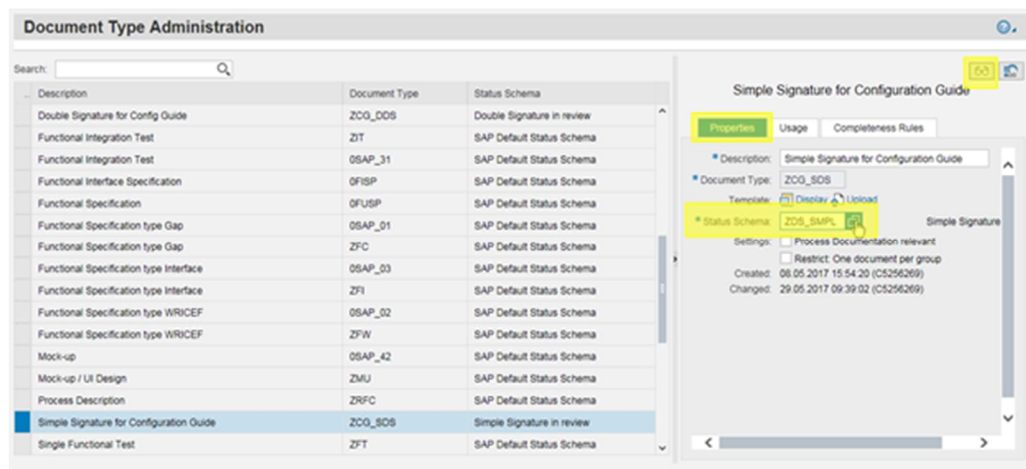 Document Type Administration
Search:
Simple Signature for Configuration Guide
.. Description Document Type Status Schema
Double Signature for Config Guide ZCG_DDS Double Signature in review
Functional Integration Test ZIT SAP Default Status Schema
Functional Integration Test 0SAP_31 SAP Default Status Schema
Functional Interface Specification 0FISP SAP Default Status Schema
Functional Specification 0FUSP SAP Default Status Schema
Functional Specification type Gap 0SAP_01 SAP Default Status Schema
Functional Specification type Gap ZFC SAP Default Status Schema
Functional Specification type Interface 0SAP_03 SAP Default Status Schema
Functional Specification type Interface ZFI SAP Default Status Schema
Functional Specification type WRICEF 0SAP_02 SAP Default Status Schema
Functional Specification type WRICEF ZFW SAP Default Status Schema
Mock-up 0SAP_42 SAP Default Status Schema
Mock-up / UI Design ZMU SAP Default Status Schema
Process Description ZRFC SAP Default Status Schema
Simple Signature for Configuration Guide ZCG_SDS Simple Signature in review
Single Functional Test ZFT SAP Default Status Schema
Properties Usage Completeness Rules
Description: Simple Signature for Configuration Guide
Document Type: ZCG_SDS
Template: Display Upload
Status Schema: ZDS_SMPL Simple Signature
Settings: Process Documentation relevant
Restrict: One document per group
Created: 08.05.2017 15:54:20 (C5256269)
Changed: 29.05.2017 09:39:02 (C5256269)